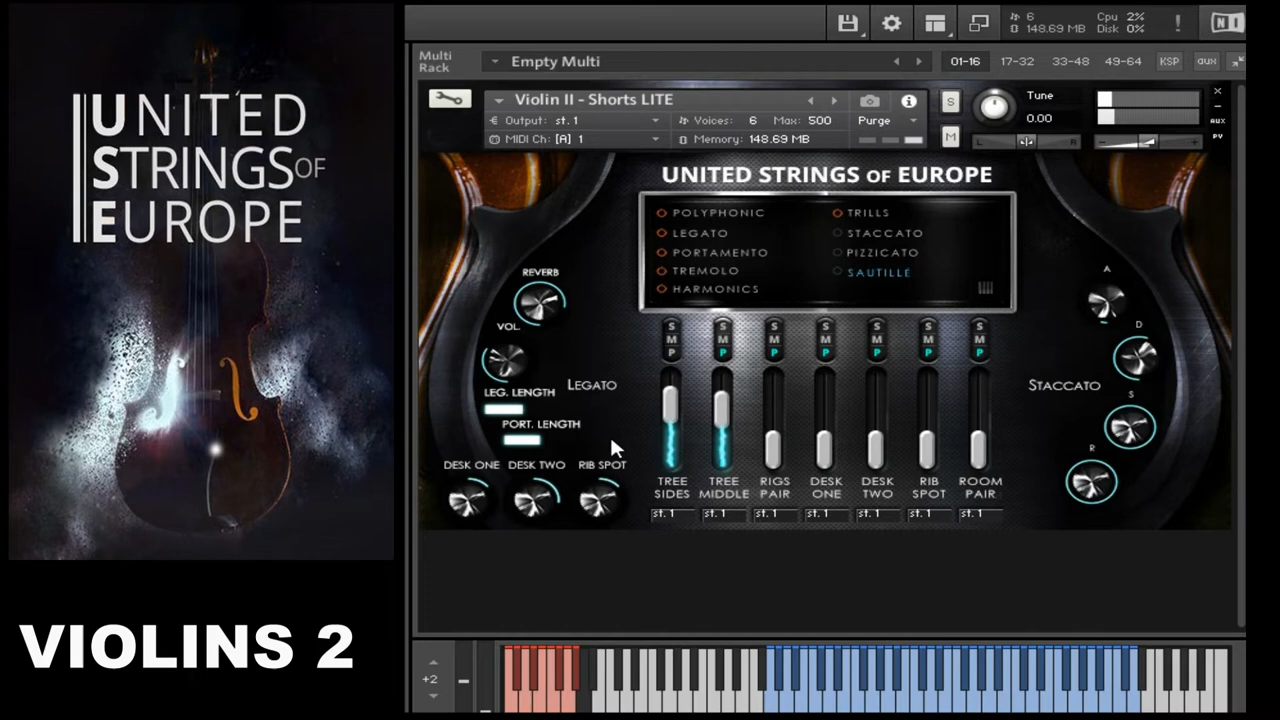 UNITED
STRINGS OF
EUROPE
VIOLINS 2
6
148.69 MB
Cpu 2%
Disk 0%
!
Multi
Rack
Empty Multi
01-16
17-32
33-48
49-64
KSP
aux
Violin II - Shorts LITE
Output: st. 1
Voices: 6 Max: 500
Purge
MIDI Ch: [A] 1
Memory: 148.69 MB
S
M
Tune
0.00
L
R
×
−
AUX
PV
UNITED STRINGS OF EUROPE
POLYPHONIC
LEGATO
PORTAMENTO
TREMOLO
HARMONICS
TRILLS
STACCATO
PIZZICATO
SAUTILLE
REVERB
VOL.
LEG. LENGTH
LEGATO
PORT. LENGTH
DESK ONE
DESK TWO
RIB SPOT
S S S S S S S
M M M M M M M
P P P P P P P
TREE SIDES
TREE MIDDLE
RIGS PAIR
DESK ONE
DESK TWO
RIB SPOT
ROOM PAIR
st. 1 st. 1 st. 1 st. 1 st. 1 st. 1 st. 1
A
D
STACCATO
S
R
+2